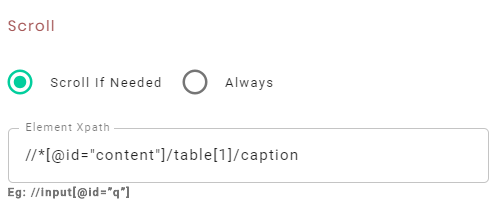 Scroll
Scroll If Needed Always
Element Xpath
//*[@id="content"]/table[1]/caption
Eg: //input[@id=”q”]